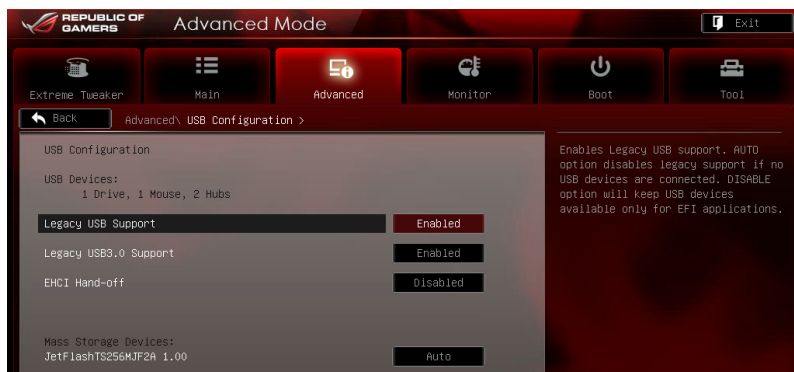 REPUBLIC OF
GAMERS
Advanced Mode
Exit
Extreme Tweaker
Main
Advanced
Monitor
Boot
Tool
Back
Advanced\ USB Configuration >
USB Configuration
USB Devices:
1 Drive, 1 Mouse, 2 Hubs
Legacy USB Support
Enabled
Legacy USB3.0 Support
Enabled
EHCI Hand-off
Disabled
Mass Storage Devices:
JetFlashTS256MJF2A 1.00
Auto
Enables Legacy USB support. AUTO
option disables legacy support if no
USB devices are connected. DISABLE
option will keep USB devices
available only for EFI applications.